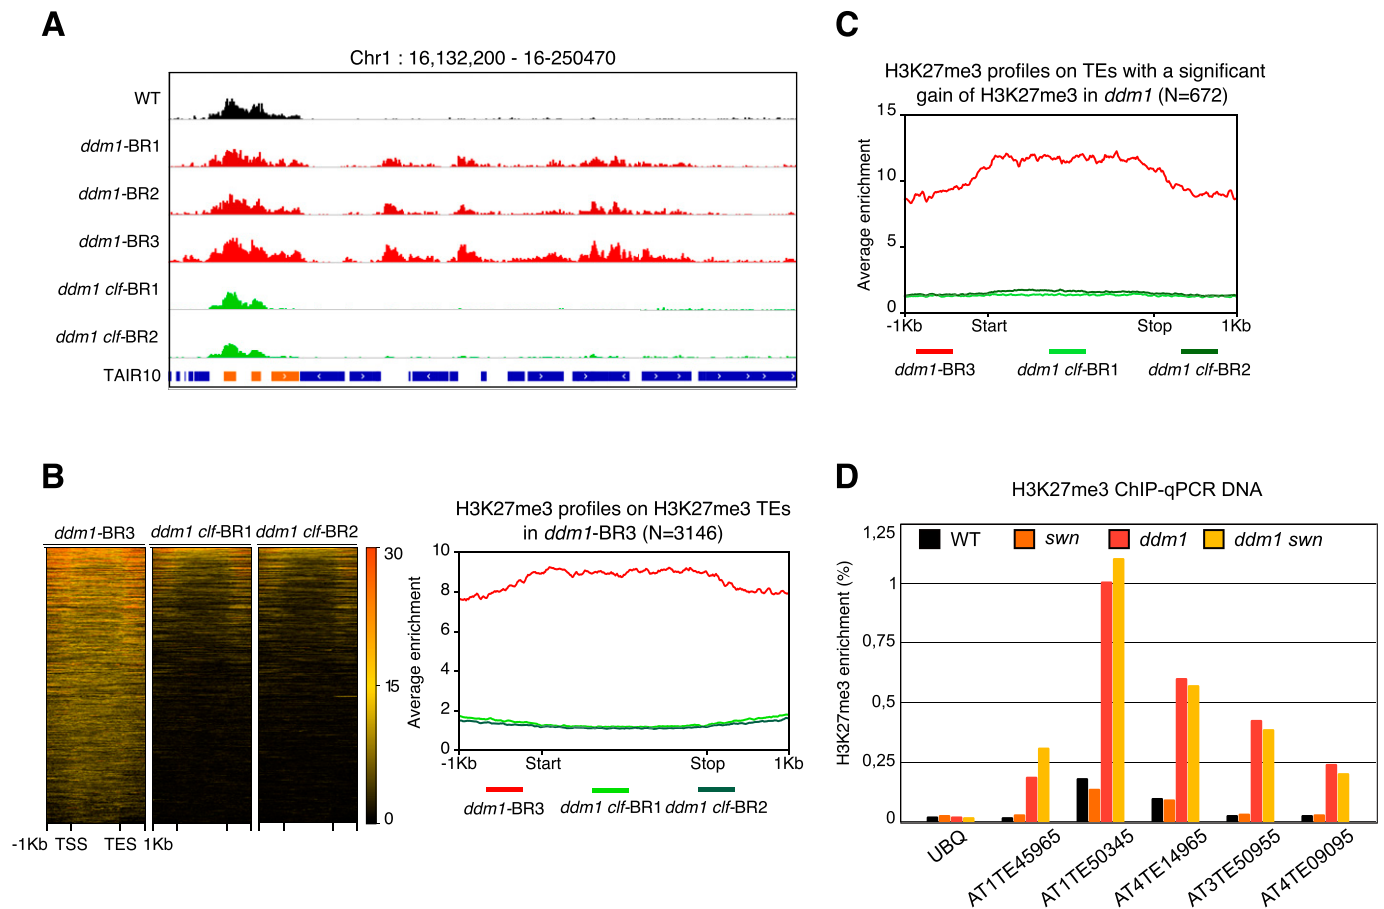 A
Chr1 : 16,132,200 - 16-250470
WT
ddm1-BR1
ddm1-BR2
ddm1-BR3
ddm1 clf-BR1
ddm1 clf-BR2
TAIR10
B
ddm1-BR3 ddm1 clf-BR1 ddm1 clf-BR2
30
15
0
-1Kb TSS TES 1Kb
H3K27me3 profiles on H3K27me3 TEs
in ddm1-BR3 (N=3146)
Average enrichment
10
8
6
4
2
0
-1Kb Start Stop 1Kb
ddm1-BR3 ddm1 clf-BR1 ddm1 clf-BR2
C
H3K27me3 profiles on TEs with a significant
gain of H3K27me3 in ddm1 (N=672)
Average enrichment
15
10
5
0
-1Kb Start Stop 1Kb
ddm1-BR3 ddm1 clf-BR1 ddm1 clf-BR2
D
H3K27me3 ChIP-qPCR DNA
H3K27me3 enrichment (%)
1,25
1
0,75
0,5
0,25
0
WT swn ddm1 ddm1 swn
UBQ AT1TE45965 AT1TE50345 AT4TE14965 AT3TE50955 AT4TE09095